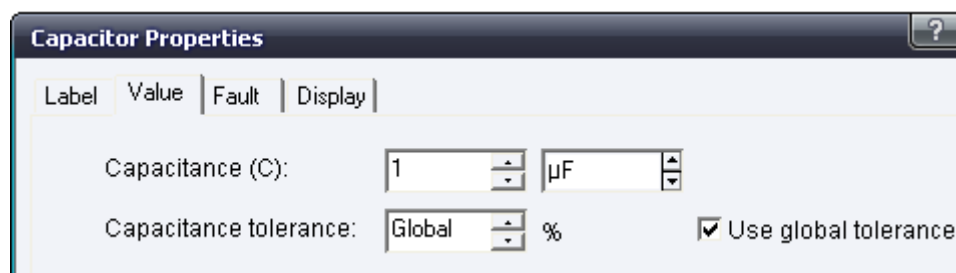 Capacitor Properties ?
Label Value Fault Display
Capacitance (C): 1 µF
Capacitance tolerance: Global % Use global tolerance